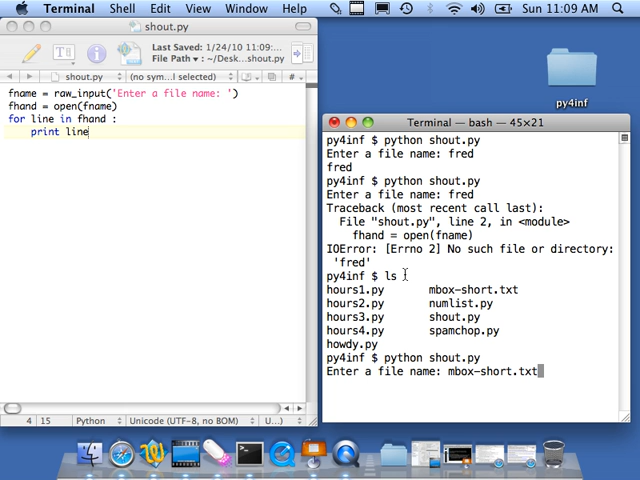 Terminal Shell Edit View Window Help Sun 11:09 AM
shout.py
Last Saved: 1/24/10 11:09:...
File Path ▾: ~/Desk...shout.py
shout.py (no sym...l selected) #
fname = raw_input('Enter a file name: ')
fhand = open(fname)
for line in fhand :
    print line
4 15 Python Unicode (UTF-8, no BOM) U...)
py4inf
Terminal — bash — 45×21
py4inf $ python shout.py
Enter a file name: fred
fred
py4inf $ python shout.py
Enter a file name: fred
Traceback (most recent call last):
  File "shout.py", line 2, in <module>
    fhand = open(fname)
IOError: [Errno 2] No such file or directory:
 'fred'
py4inf $ ls
hours1.py mbox-short.txt
hours2.py numlist.py
hours3.py shout.py
hours4.py spamchop.py
howdy.py
py4inf $ python shout.py
Enter a file name: mbox-short.txt